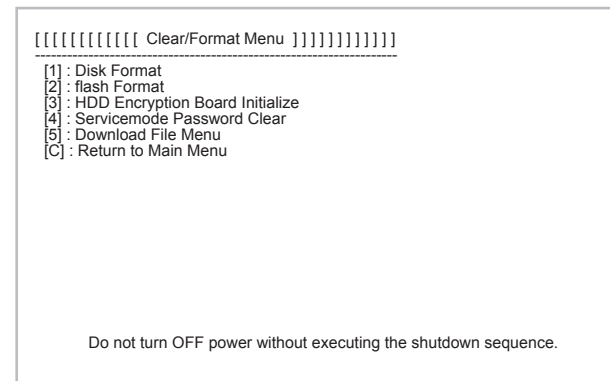 [ [ [ [ [ [ [ [ [ [ [ [ Clear/Format Menu ] ] ] ] ] ] ] ] ] ] ] ]
--------------------------------------------------------------------
[1] : Disk Format
[2] : flash Format
[3] : HDD Encryption Board Initialize
[4] : Servicemode Password Clear
[5] : Download File Menu
[C] : Return to Main Menu
Do not turn OFF power without executing the shutdown sequence.